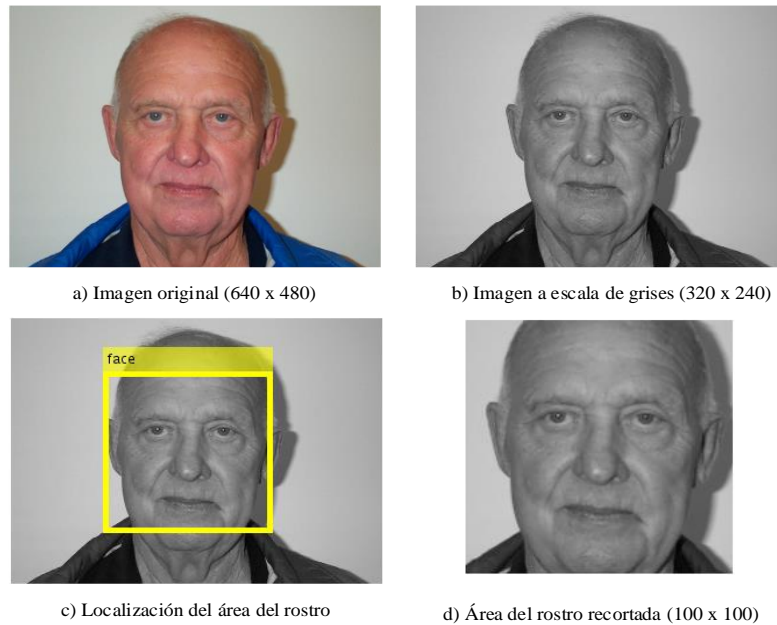 a) Imagen original (640 x 480)
b) Imagen a escala de grises (320 x 240)
face
c) Localización del área del rostro
d) Área del rostro recortada (100 x 100)